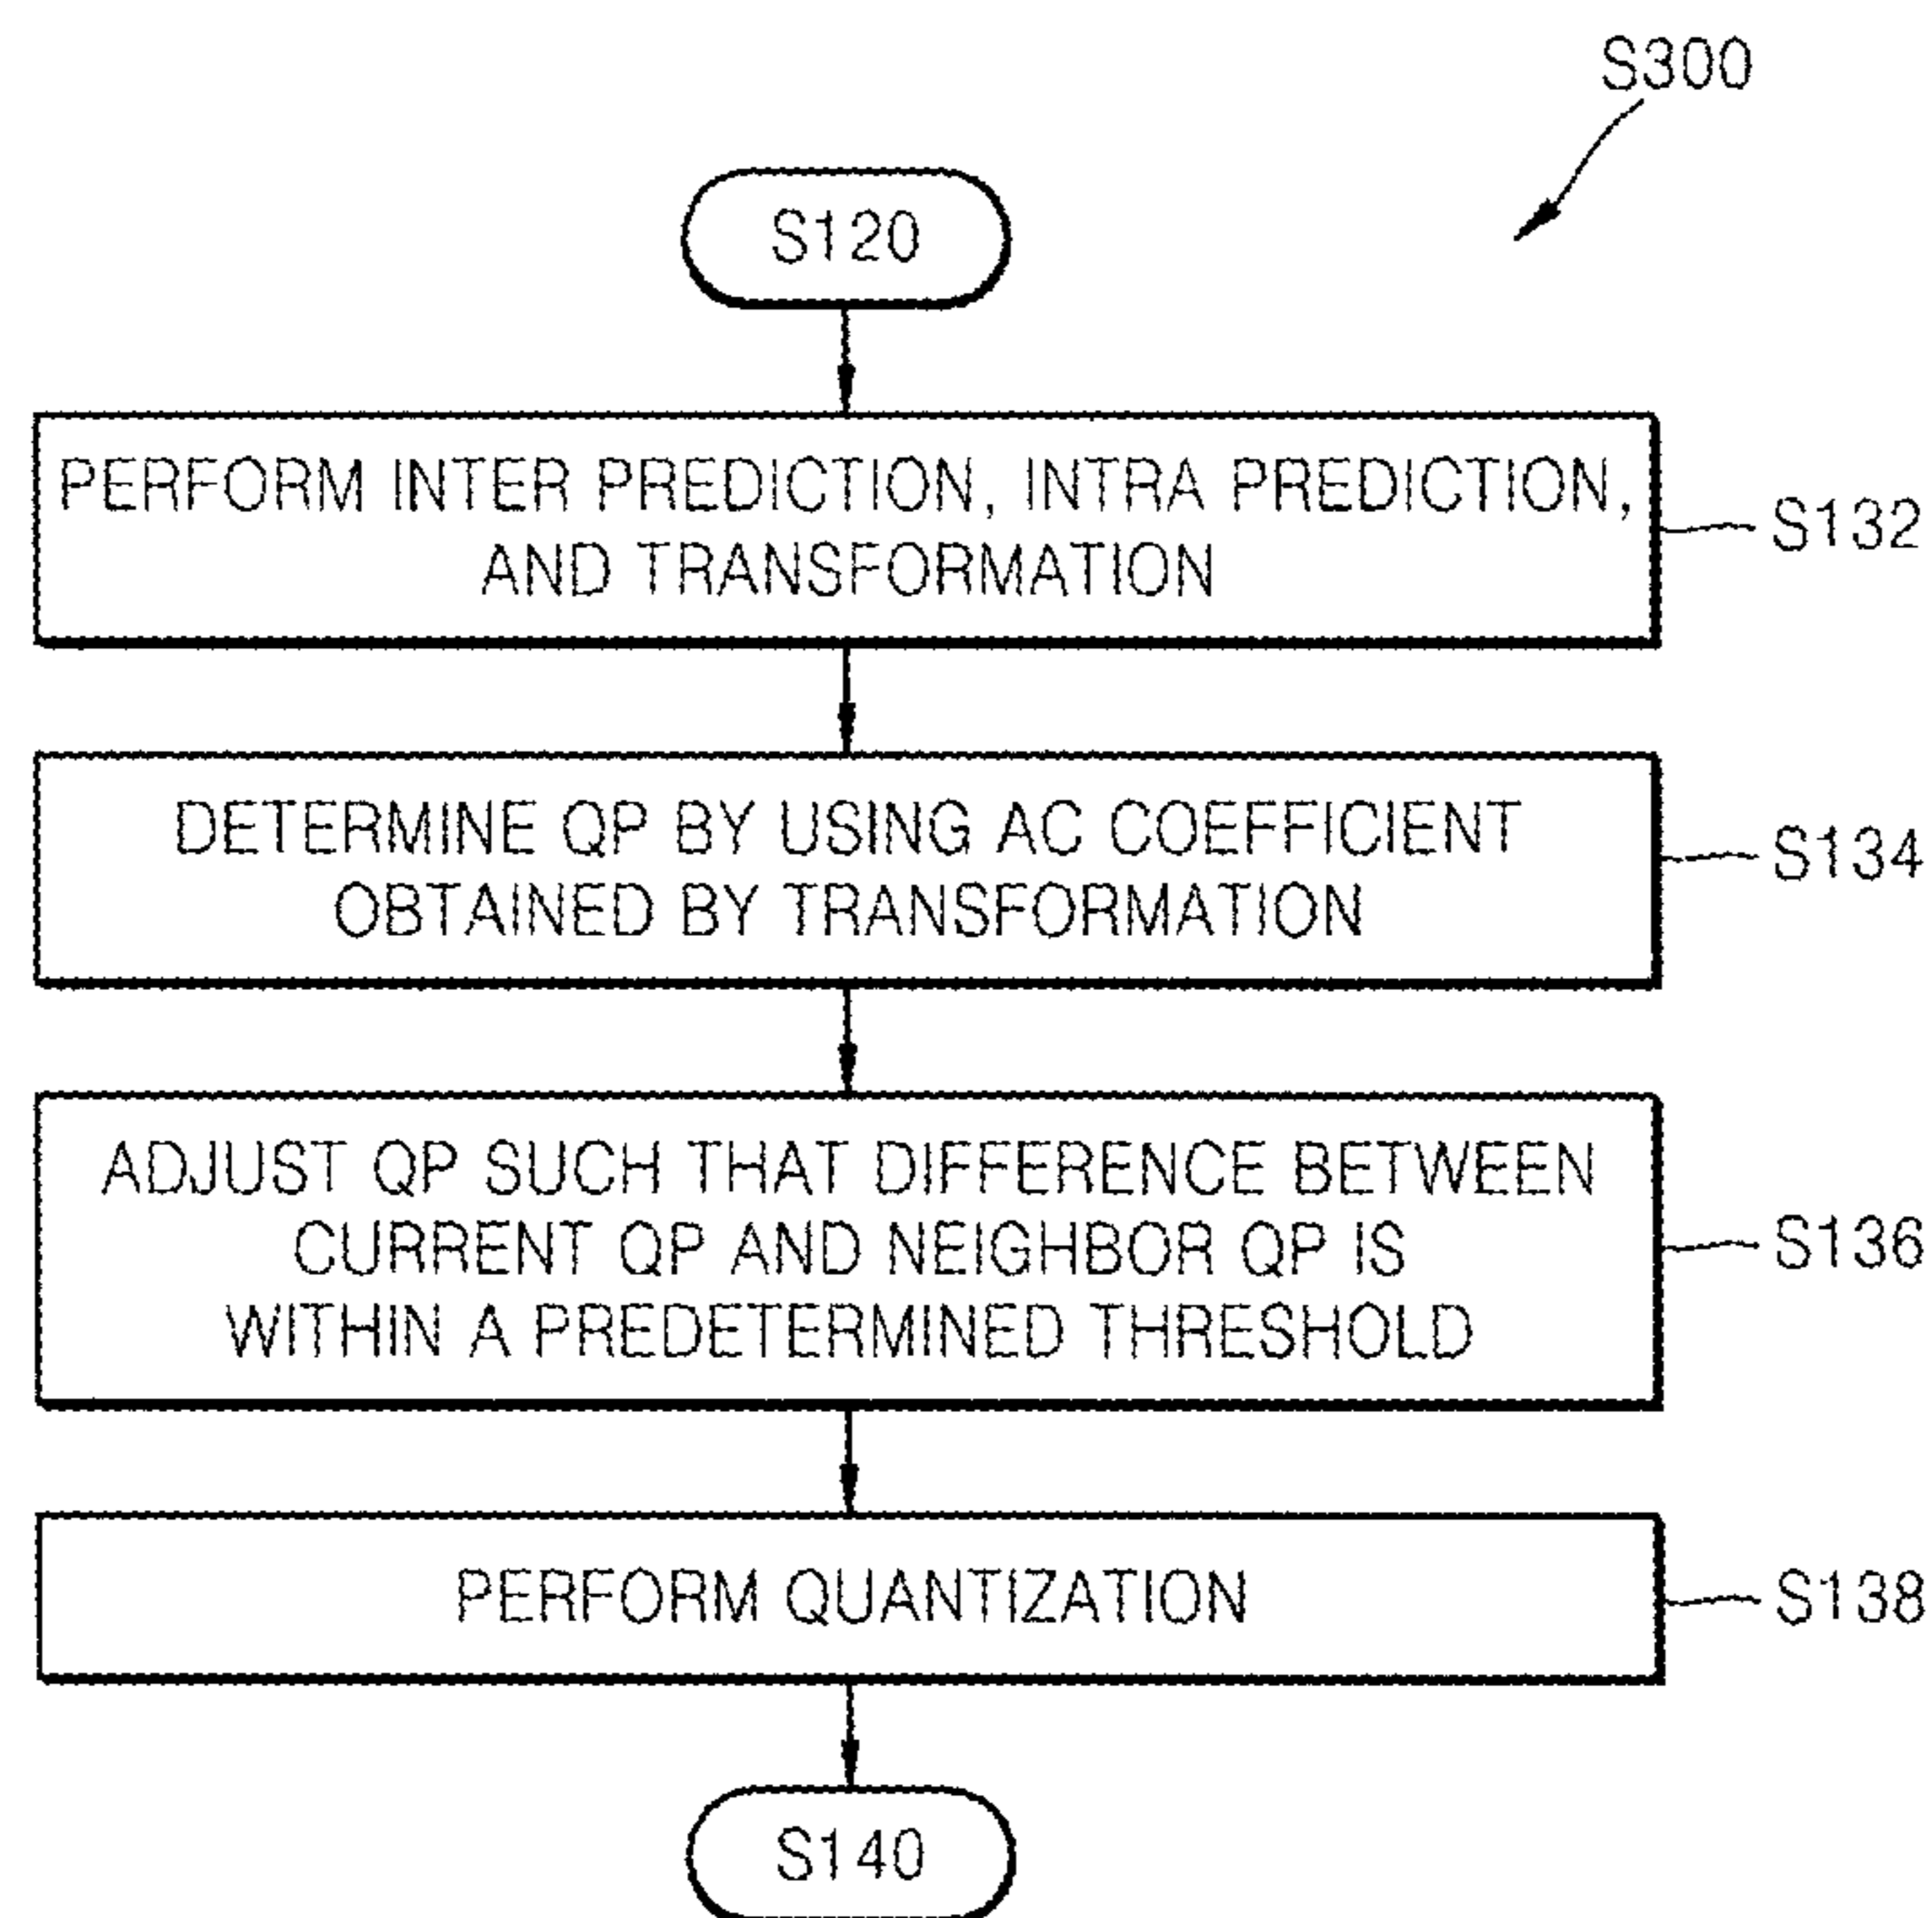 S300
S120
PERFORM INTER PREDICTION, INTRA PREDICTION,
AND TRANSFORMATION
S132
DETERMINE QP BY USING AC COEFFICIENT
OBTAINED BY TRANSFORMATION
S134
ADJUST QP SUCH THAT DIFFERENCE BETWEEN
CURRENT QP AND NEIGHBOR QP IS
WITHIN A PREDETERMINED THRESHOLD
S136
PERFORM QUANTIZATION
S138
S140